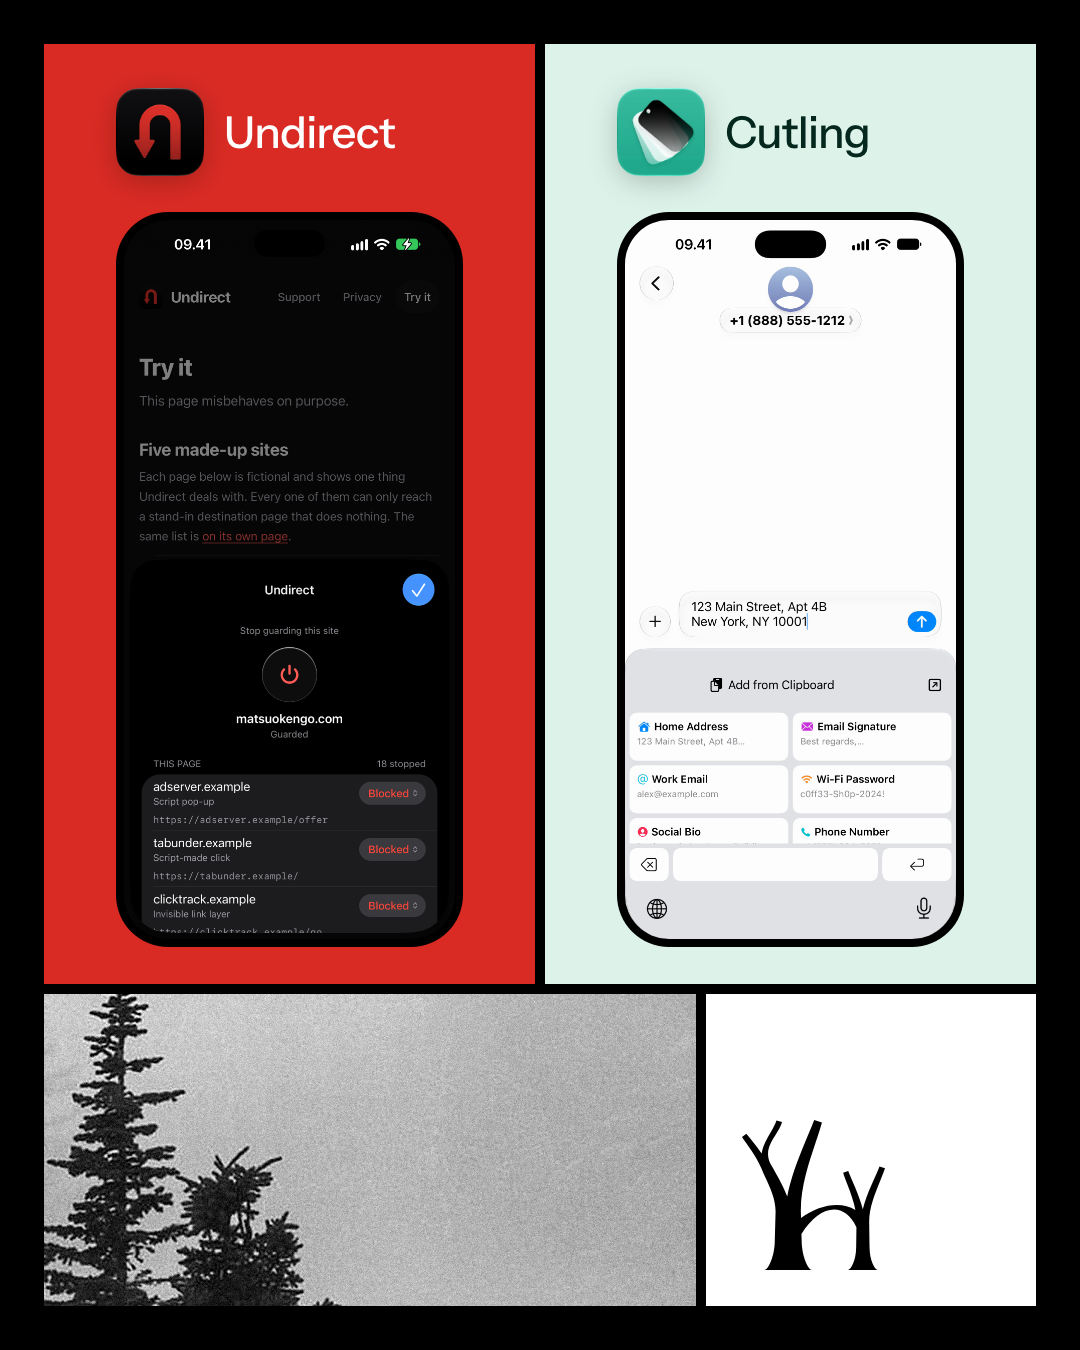 Undirect
09.41
Undirect
Support
Privacy
Try it
Try it
This page misbehaves on purpose.
Five made-up sites
Each page below is fictional and shows one thing
Undirect deals with. Every one of them can only reach
a stand-in destination page that does nothing. The
same list is on its own page.
Undirect
Stop guarding this site
matsuokengo.com
Guarded
THIS PAGE
18 stopped
adserver.example
Script pop-up
Blocked
https://adserver.example/offer
tabunder.example
Script-made click
Blocked
https://tabunder.example/
clicktrack.example
Invisible link layer
Blocked
https://clicktrack.example/go
Cutling
09.41
+1 (888) 555-1212
123 Main Street, Apt 4B
New York, NY 10001
Add from Clipboard
Home Address
123 Main Street, Apt 4B...
Email Signature
Best regards,...
Work Email
alex@example.com
Wi-Fi Password
c0ff33-Sh0p-2024!
Social Bio
Phone Number